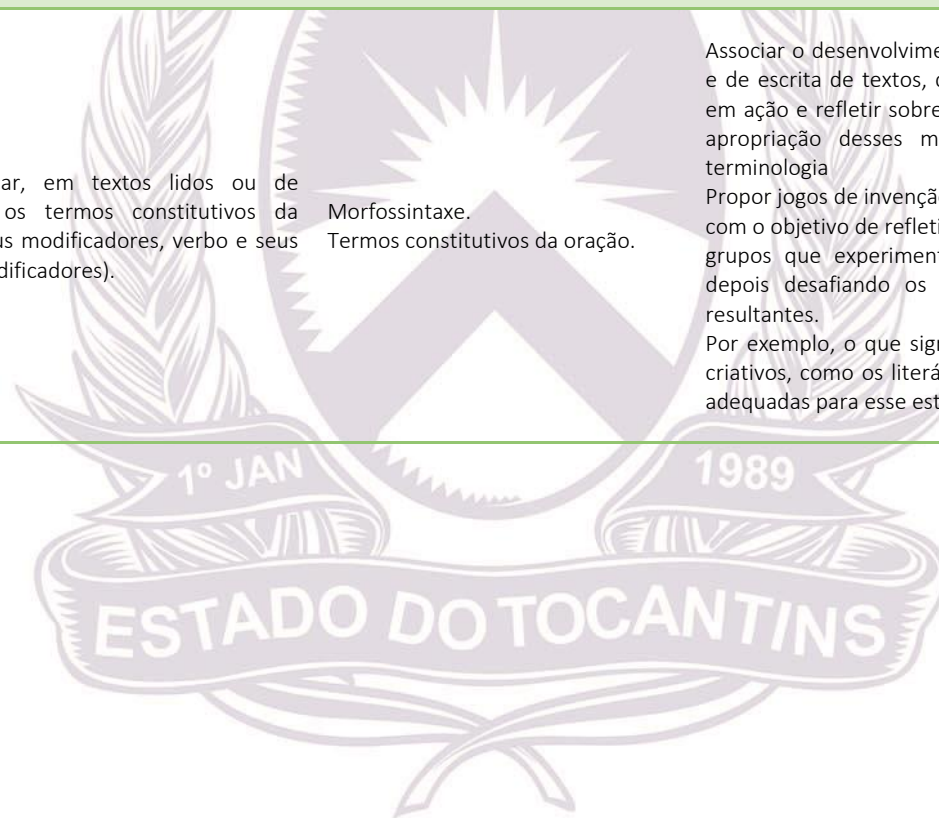 ar, em textos lidos ou de
os termos constitutivos da
us modificadores, verbo e seus
dificadores).
Morfossintaxe.
Termos constitutivos da oração.
Associar o desenvolvime
e de escrita de textos,
em ação e refletir sobre
apropriação desses m
terminologia
Propor jogos de invençã
com o objetivo de refleti
grupos que experiment
depois desafiando os
resultantes.
Por exemplo, o que sign
criativos, como os literá
adequadas para esse est
1º JAN
1989
ESTADO DO TOCANTINS